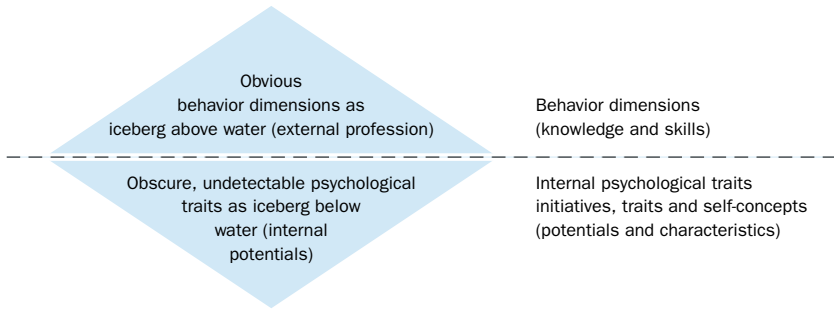 Obvious
behavior dimensions as
iceberg above water (external profession)
Behavior dimensions
(knowledge and skills)
Obscure, undetectable psychological
traits as iceberg below
water (internal
potentials)
Internal psychological traits
initiatives, traits and self-concepts
(potentials and characteristics)